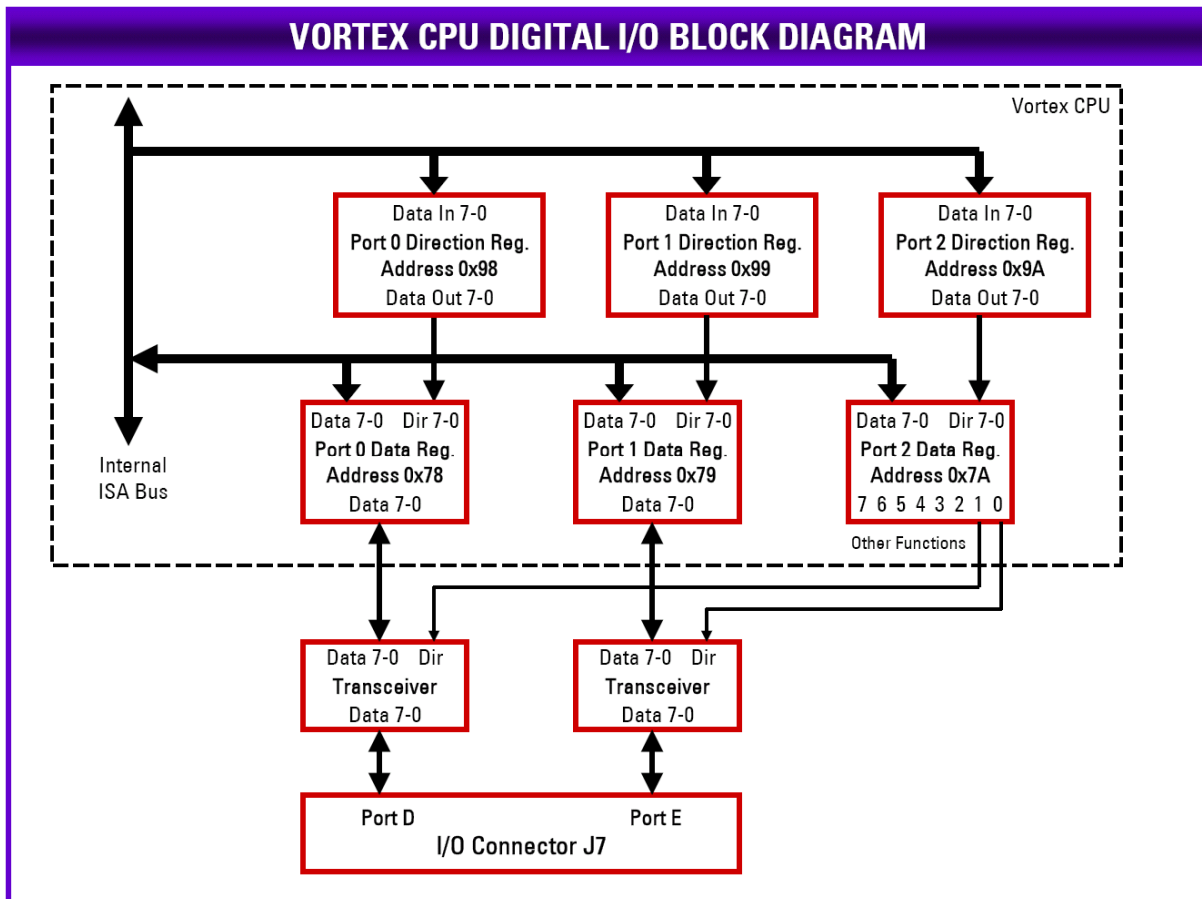 VORTEX CPU DIGITAL I/O BLOCK DIAGRAM
Vortex CPU
Data In 7-0
Port 0 Direction Reg.
Address 0x98
Data Out 7-0
Data In 7-0
Port 1 Direction Reg.
Address 0x99
Data Out 7-0
Data In 7-0
Port 2 Direction Reg.
Address 0x9A
Data Out 7-0
Internal
ISA Bus
Data 7-0 Dir 7-0
Port 0 Data Reg.
Address 0x78
Data 7-0
Data 7-0 Dir 7-0
Port 1 Data Reg.
Address 0x79
Data 7-0
Data 7-0 Dir 7-0
Port 2 Data Reg.
Address 0x7A
7 6 5 4 3 2 1 0
Other Functions
Data 7-0 Dir
Transceiver
Data 7-0
Data 7-0 Dir
Transceiver
Data 7-0
Port D Port E
I/O Connector J7